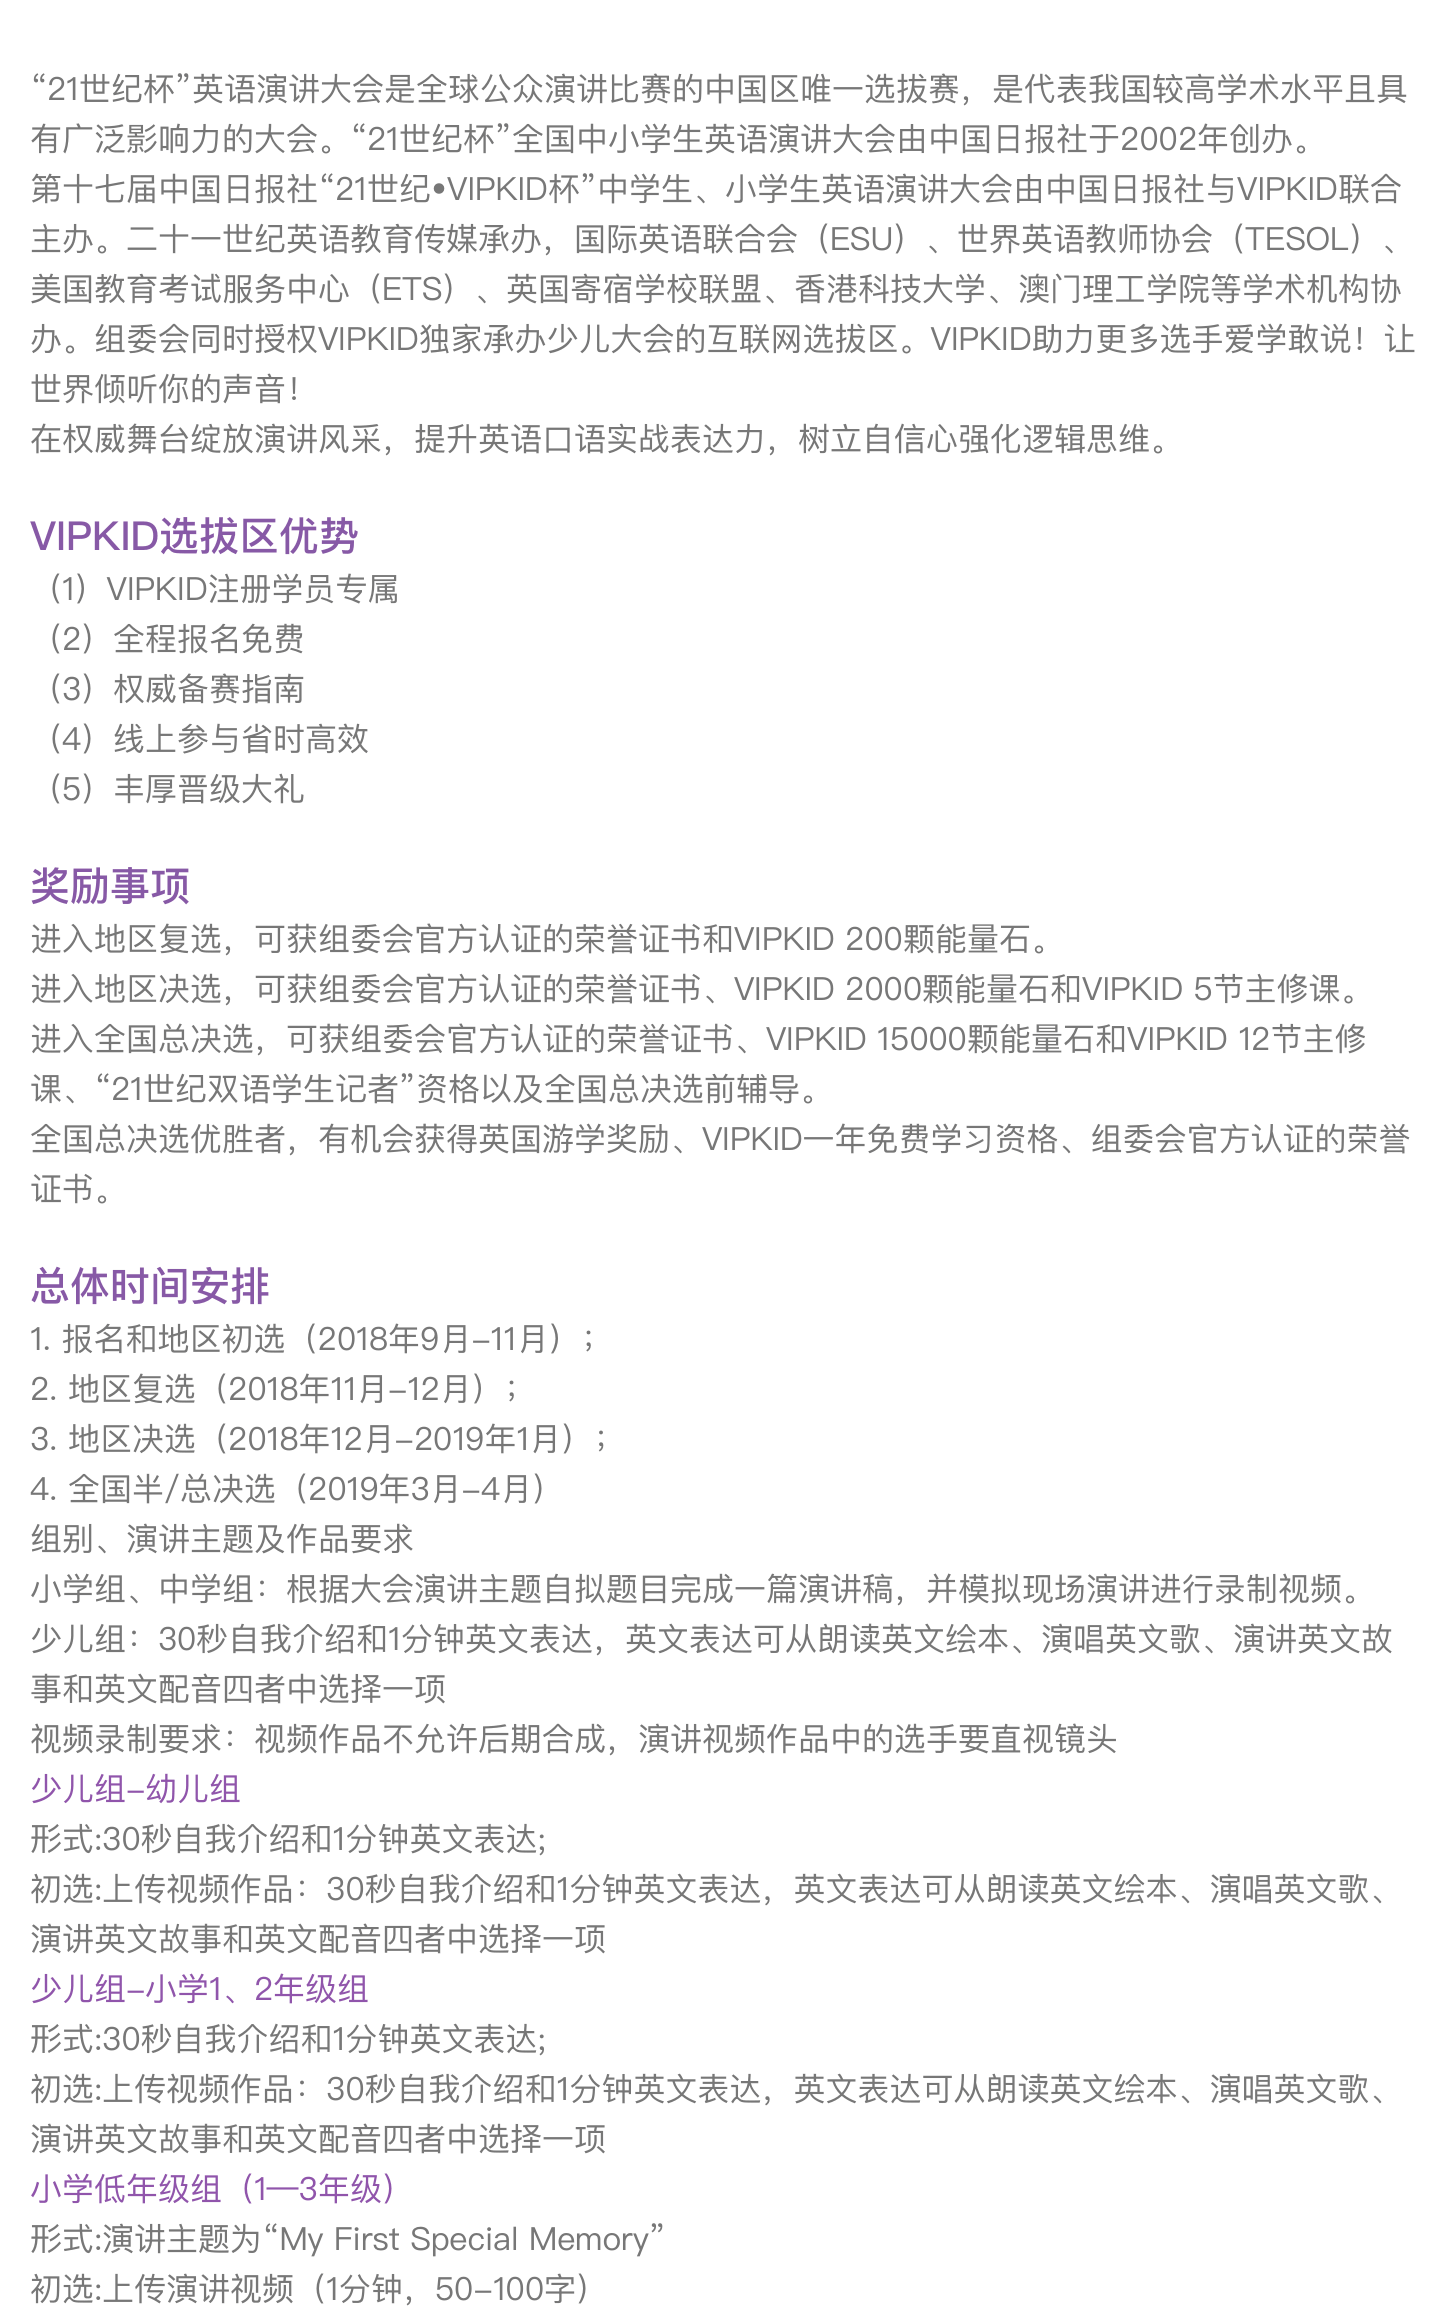 “21世纪杯”英语演讲大会是全球公众演讲比赛的中国区唯一选拔赛，是代表我国较高学术水平且具
有广泛影响力的大会。“21世纪杯”全国中小学生英语演讲大会由中国日报社于2002年创办。
第十七届中国日报社“21世纪•VIPKID杯”中学生、小学生英语演讲大会由中国日报社与VIPKID联合
主办。二十一世纪英语教育传媒承办，国际英语联合会（ESU）、世界英语教师协会（TESOL）、
美国教育考试服务中心（ETS）、英国寄宿学校联盟、香港科技大学、澳门理工学院等学术机构协
办。组委会同时授权VIPKID独家承办少儿大会的互联网选拔区。VIPKID助力更多选手爱学敢说！让
世界倾听你的声音！
在权威舞台绽放演讲风采，提升英语口语实战表达力，树立自信心强化逻辑思维。
VIPKID选拔区优势
（1）VIPKID注册学员专属
（2）全程报名免费
（3）权威备赛指南
（4）线上参与省时高效
（5）丰厚晋级大礼
奖励事项
进入地区复选，可获组委会官方认证的荣誉证书和VIPKID 200颗能量石。
进入地区决选，可获组委会官方认证的荣誉证书、VIPKID 2000颗能量石和VIPKID 5节主修课。
进入全国总决选，可获组委会官方认证的荣誉证书、VIPKID 15000颗能量石和VIPKID 12节主修
课、“21世纪双语学生记者”资格以及全国总决选前辅导。
全国总决选优胜者，有机会获得英国游学奖励、VIPKID一年免费学习资格、组委会官方认证的荣誉
证书。
总体时间安排
1. 报名和地区初选（2018年9月-11月）；
2. 地区复选（2018年11月-12月）；
3. 地区决选（2018年12月-2019年1月）；
4. 全国半/总决选（2019年3月-4月）
组别、演讲主题及作品要求
小学组、中学组：根据大会演讲主题自拟题目完成一篇演讲稿，并模拟现场演讲进行录制视频。
少儿组：30秒自我介绍和1分钟英文表达，英文表达可从朗读英文绘本、演唱英文歌、演讲英文故
事和英文配音四者中选择一项
视频录制要求：视频作品不允许后期合成，演讲视频作品中的选手要直视镜头
少儿组-幼儿组
形式:30秒自我介绍和1分钟英文表达;
初选:上传视频作品：30秒自我介绍和1分钟英文表达，英文表达可从朗读英文绘本、演唱英文歌、
演讲英文故事和英文配音四者中选择一项
少儿组-小学1、2年级组
形式:30秒自我介绍和1分钟英文表达;
初选:上传视频作品：30秒自我介绍和1分钟英文表达，英文表达可从朗读英文绘本、演唱英文歌、
演讲英文故事和英文配音四者中选择一项
小学低年级组（1—3年级）
形式:演讲主题为“My First Special Memory”
初选:上传演讲视频（1分钟，50-100字）